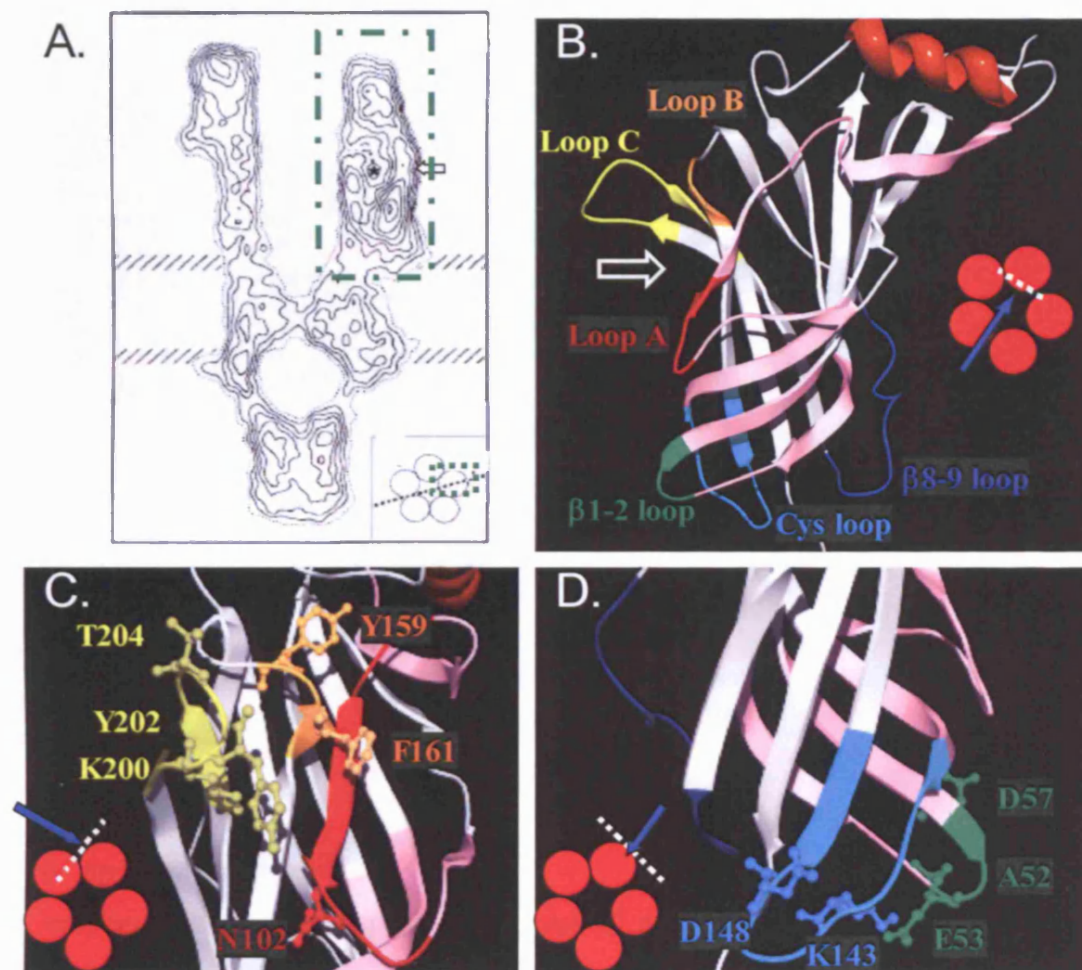 A.
B.
Loop B
Loop C
Loop A
β8-9 loop
β1-2 loop
Cys loop
C.
T204
Y159
Y202
K200
F161
N102
D.
D57
A52
D148
K143
E53